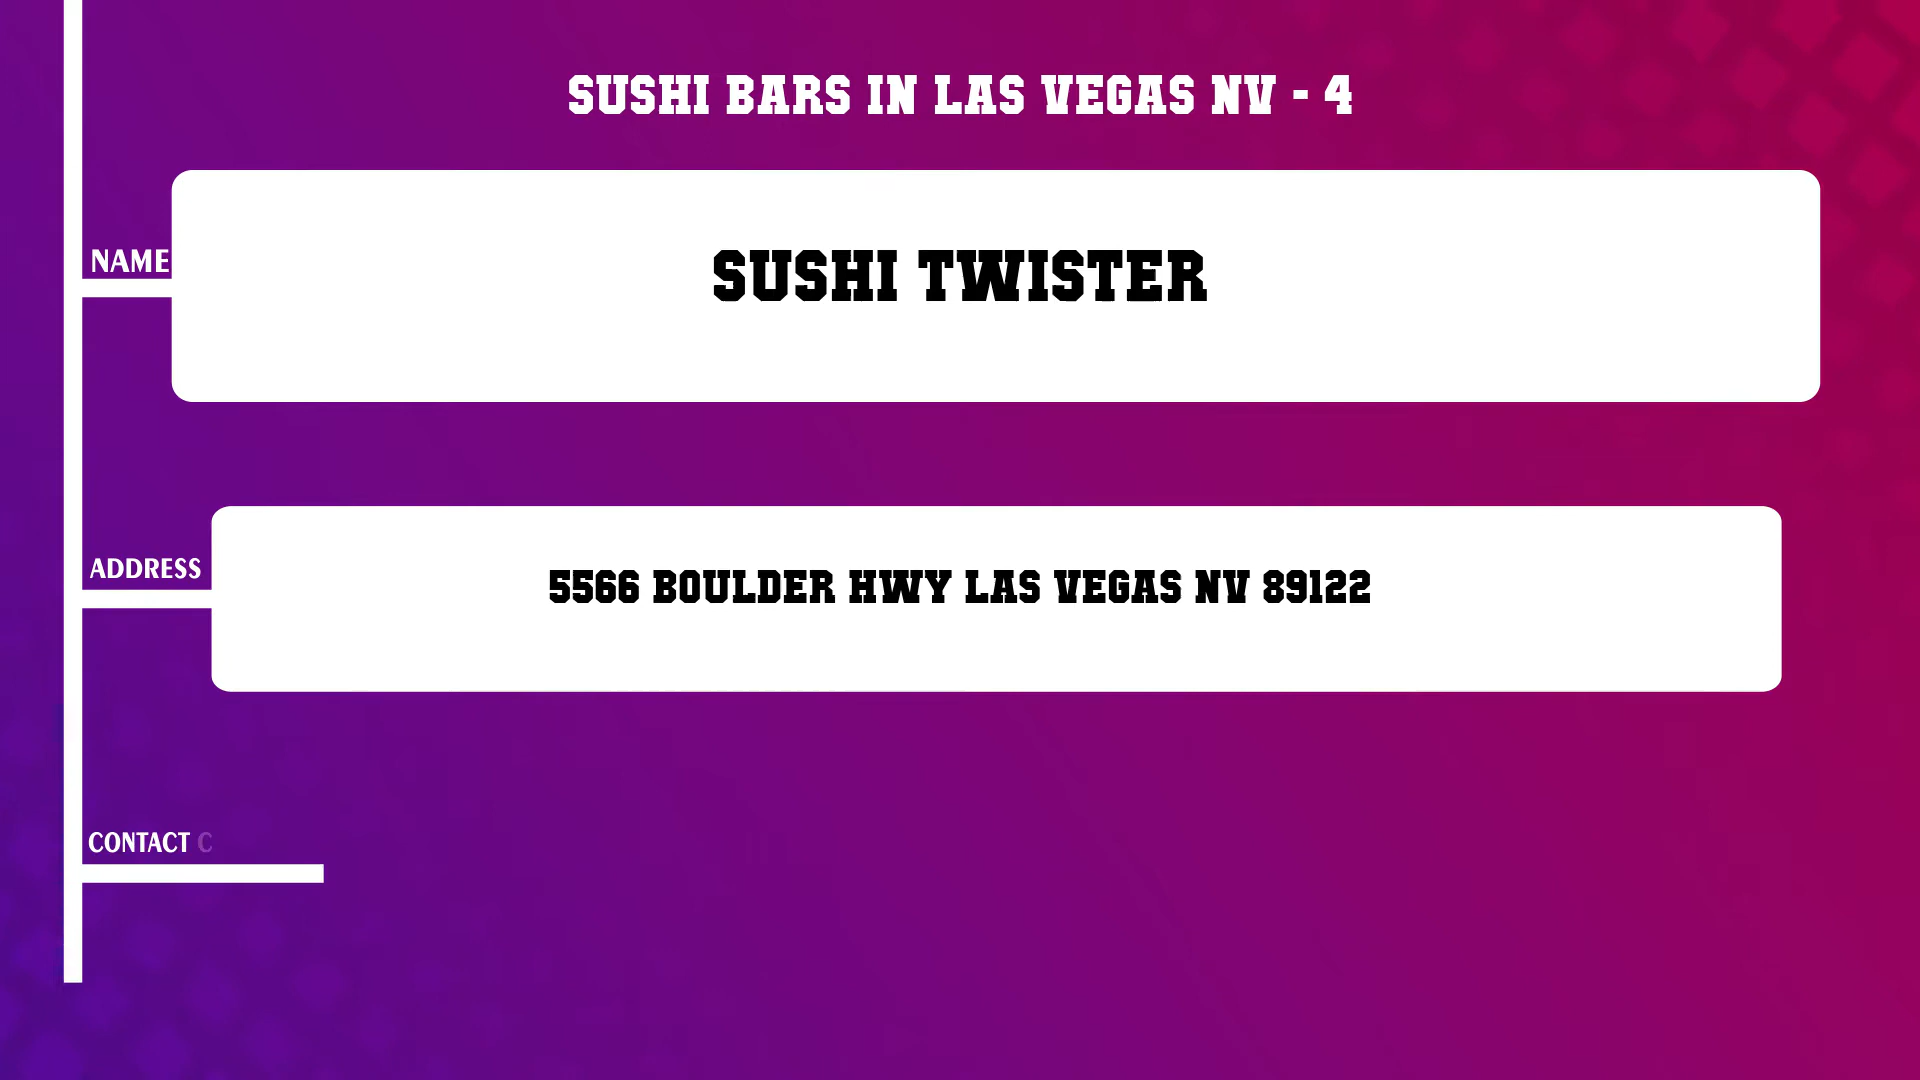 SUSHI BARS IN LAS VEGAS NV - 4
NAME
SUSHI TWISTER
ADDRESS
5566 BOULDER HWY LAS VEGAS NV 89122
CONTACT C